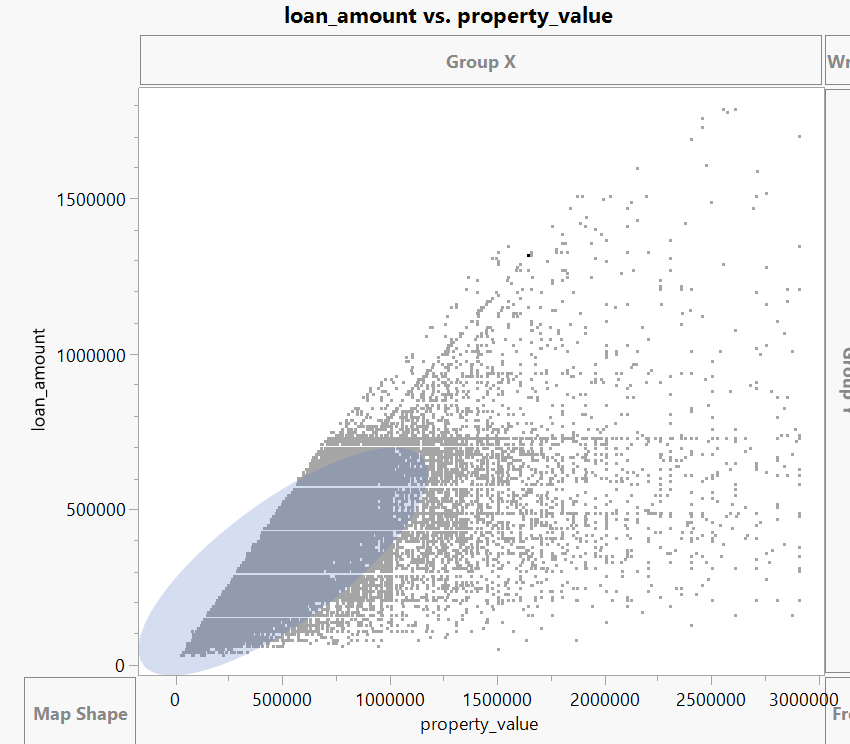 loan_amount vs. property_value
Group X
Wr
1500000
1000000
loan_amount
500000
0
Map Shape
0 500000 1000000 1500000 2000000 2500000 3000000
property_value
Fre